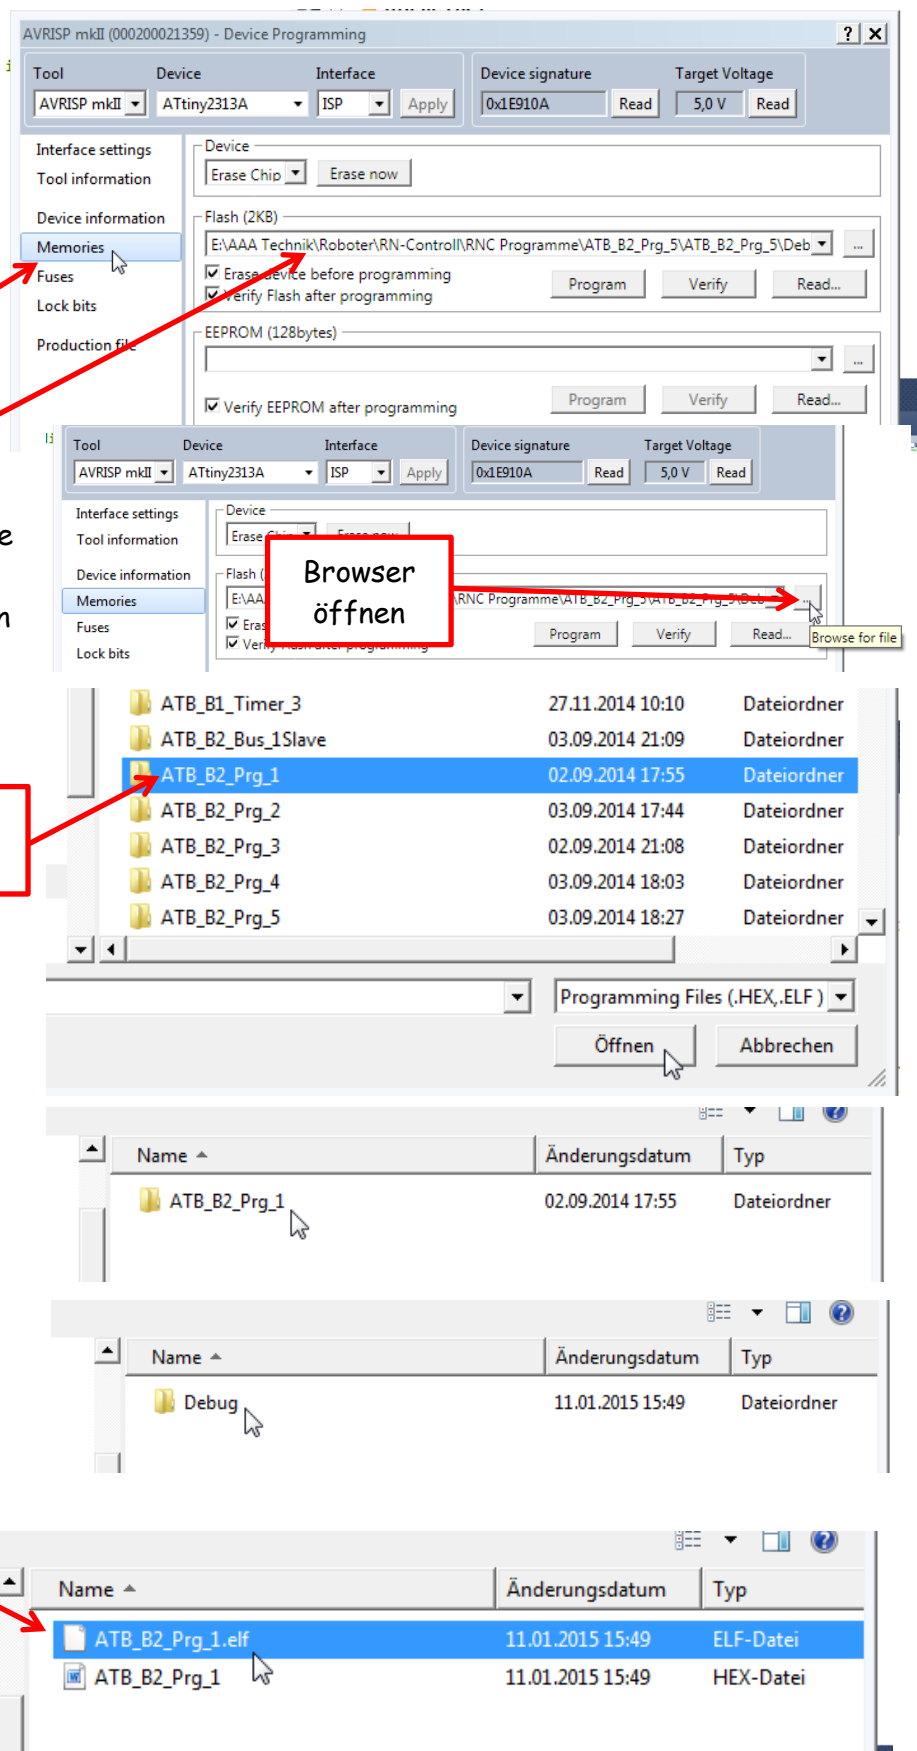 AVRISP mkII (000200021359) - Device Programming
Tool Device Interface Device signature Target Voltage
AVRISP mkII ATtiny2313A ISP Apply 0x1E910A Read 5,0 V Read
Interface settings
Tool information
Device information
Memories
Fuses
Lock bits
Production file
Device
Erase Chip Erase now
Flash (2KB)
E:\AAA Technik\Roboter\RN-Controll\RNC Programme\ATB_B2_Prg_5\ATB_B2_Prg_5\Deb ...
Erase device before programming
Verify Flash after programming
Program Verify Read...
EEPROM (128bytes)
...
Verify EEPROM after programming
Program Verify Read...
Tool Device Interface Device signature Target Voltage
AVRISP mkII ATtiny2313A ISP Apply 0x1E910A Read 5,0 V Read
Interface settings
Tool information
Device information
Memories
Fuses
Lock bits
Device
Erase Chip Erase now
Flash (
E:\AA \RNC Programme\ATB_B2_Prg_5\ATB_B2_Prg_5\Deb ...
Eras
Verify Flash after programming
Program Verify Read...
Browse for file
Browser
öffnen
e
n
ATB_B1_Timer_3 27.11.2014 10:10 Dateiordner
ATB_B2_Bus_1Slave 03.09.2014 21:09 Dateiordner
ATB_B2_Prg_1 02.09.2014 17:55 Dateiordner
ATB_B2_Prg_2 03.09.2014 17:44 Dateiordner
ATB_B2_Prg_3 02.09.2014 21:08 Dateiordner
ATB_B2_Prg_4 03.09.2014 18:03 Dateiordner
ATB_B2_Prg_5 03.09.2014 18:27 Dateiordner
Programming Files (.HEX,.ELF )
Öffnen Abbrechen
Name Änderungsdatum Typ
ATB_B2_Prg_1 02.09.2014 17:55 Dateiordner
Name Änderungsdatum Typ
Debug 11.01.2015 15:49 Dateiordner
Name Änderungsdatum Typ
ATB_B2_Prg_1.elf 11.01.2015 15:49 ELF-Datei
ATB_B2_Prg_1 11.01.2015 15:49 HEX-Datei